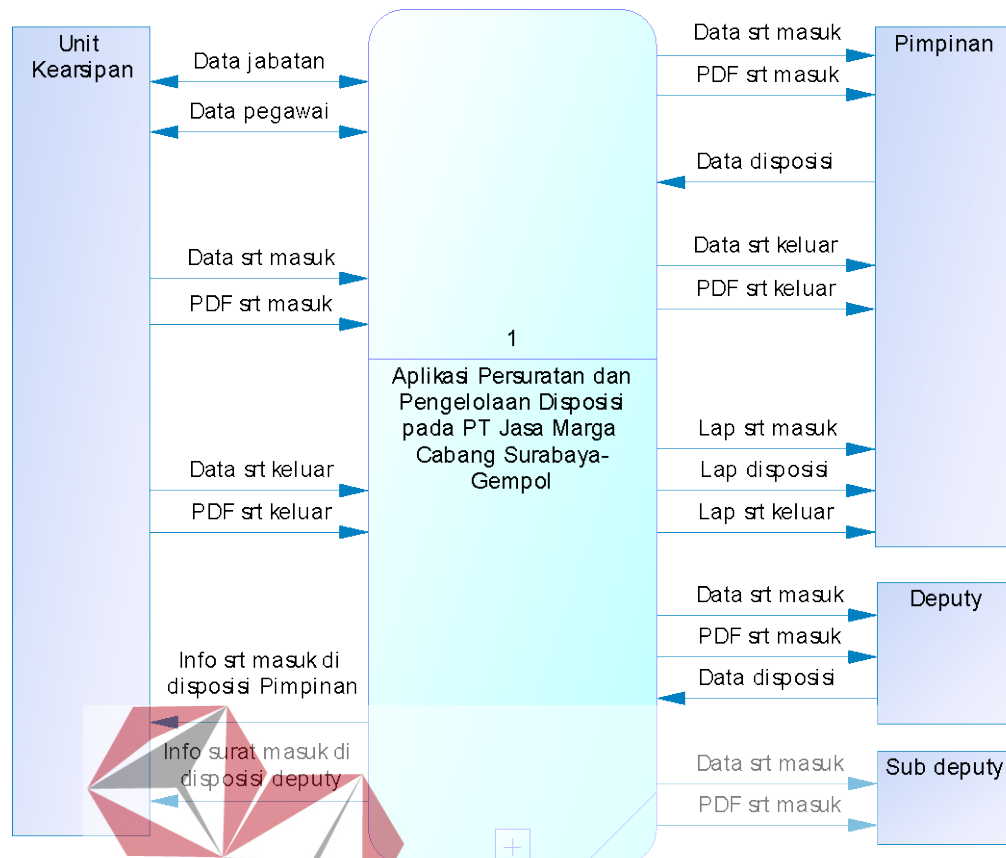 Unit
Kearsipan
Data jabatan
Data pegawai
Data srt masuk
PDF srt masuk
Data srt keluar
PDF srt keluar
Info srt masuk di
disposisi Pimpinan
Info surat masuk di
disposisi deputy
1
Aplikasi Persuratan dan
Pengelolaan Disposisi
pada PT Jasa Marga
Cabang Surabaya-
Gempol
Data srt masuk
PDF srt masuk
Data disposisi
Data srt keluar
PDF srt keluar
Lap srt masuk
Lap disposisi
Lap srt keluar
Pimpinan
Data srt masuk
PDF srt masuk
Data disposisi
Deputy
Data srt masuk
PDF srt masuk
Sub deputy